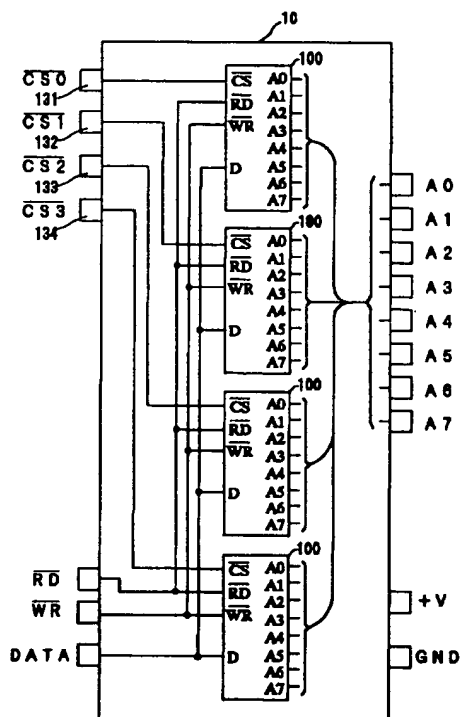 10
CS0
131
CS1
132
CS2
133
CS3
134
RD
WR
DATA
100
CS
RD
WR
D
A0
A1
A2
A3
A4
A5
A6
A7
100
CS
RD
WR
D
A0
A1
A2
A3
A4
A5
A6
A7
100
CS
RD
WR
D
A0
A1
A2
A3
A4
A5
A6
A7
100
CS
RD
WR
D
A0
A1
A2
A3
A4
A5
A6
A7
A0
A1
A2
A3
A4
A5
A6
A7
+V
GND